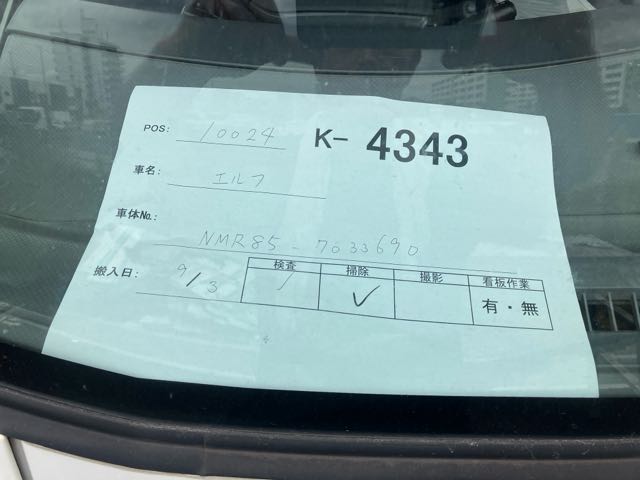 POS: 10024 K- 4343
車名: エルフ
車体No.: NMR85-7033690
搬入日: 9/3
検査 掃除 撮影 看板作業
/ ✓ 有・無